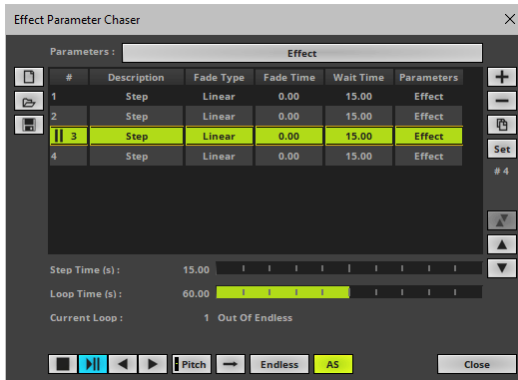 Effect Parameter Chaser
Parameters : Effect
# Description Fade Type Fade Time Wait Time Parameters
1 Step Linear 0.00 15.00 Effect
2 Step Linear 0.00 15.00 Effect
3 Step Linear 0.00 15.00 Effect
4 Step Linear 0.00 15.00 Effect
Set
# 4
Step Time (s) : 15.00
Loop Time (s) : 60.00
Current Loop : 1 Out Of Endless
Pitch Endless AS Close